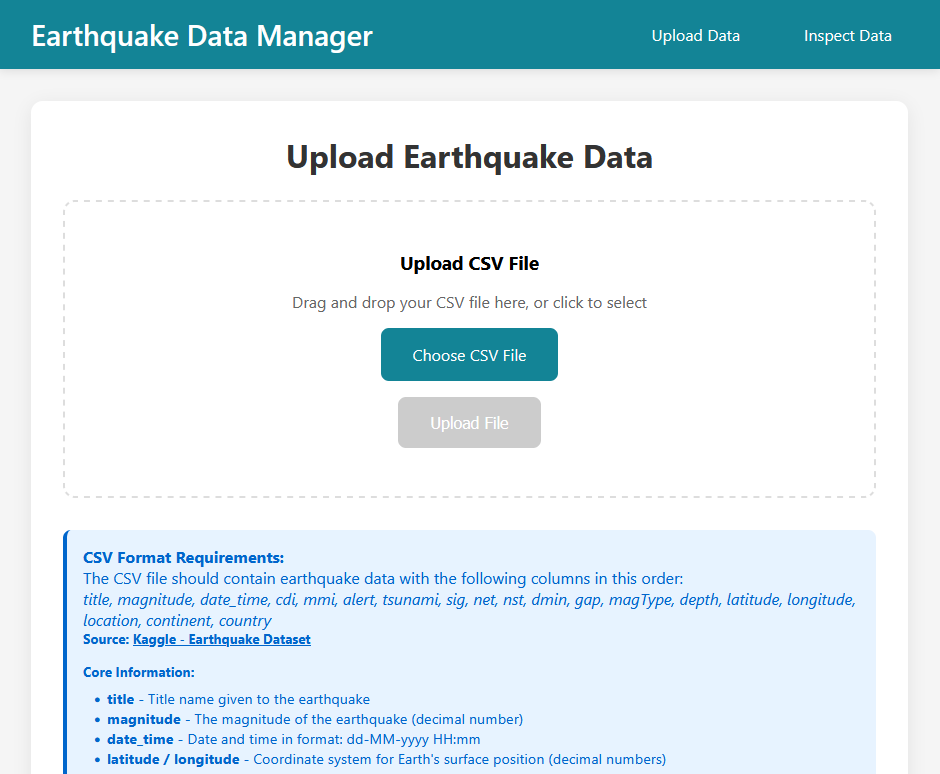 Earthquake Data Manager
Upload Data
Inspect Data
Upload Earthquake Data
Upload CSV File
Drag and drop your CSV file here, or click to select
Choose CSV File
Upload File
CSV Format Requirements:
The CSV file should contain earthquake data with the following columns in this order:
title, magnitude, date_time, cdi, mmi, alert, tsunami, sig, net, nst, dmin, gap, magType, depth, latitude, longitude,
location, continent, country
Source: Kaggle - Earthquake Dataset
Core Information:
• title - Title name given to the earthquake
• magnitude - The magnitude of the earthquake (decimal number)
• date_time - Date and time in format: dd-MM-yyyy HH:mm
• latitude / longitude - Coordinate system for Earth's surface position (decimal numbers)